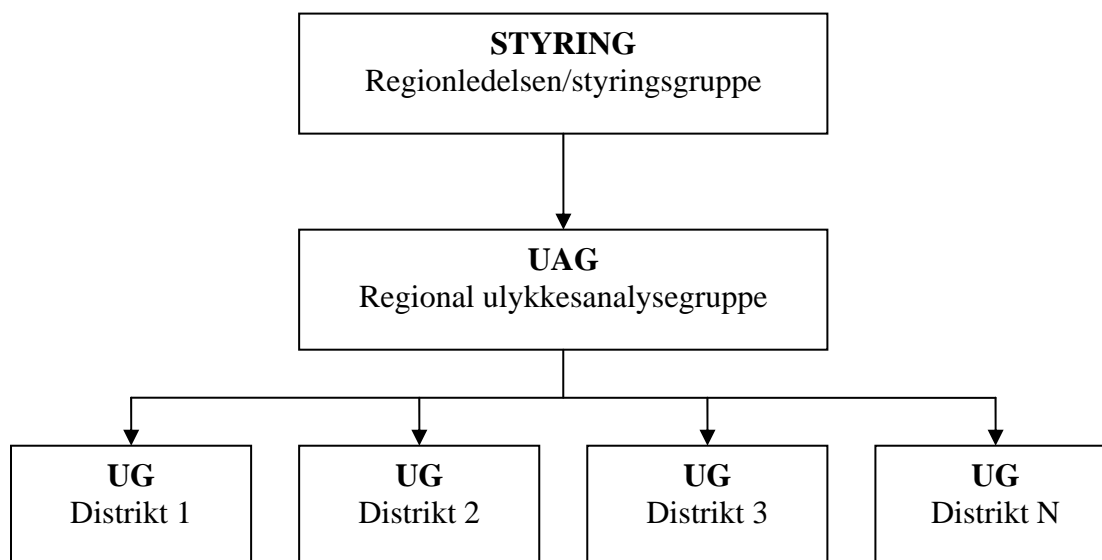 STYRING
Regionledelsen/styringsgruppe
UAG
Regional ulykkesanalysegruppe
UG
Distrikt 1
UG
Distrikt 2
UG
Distrikt 3
UG
Distrikt N